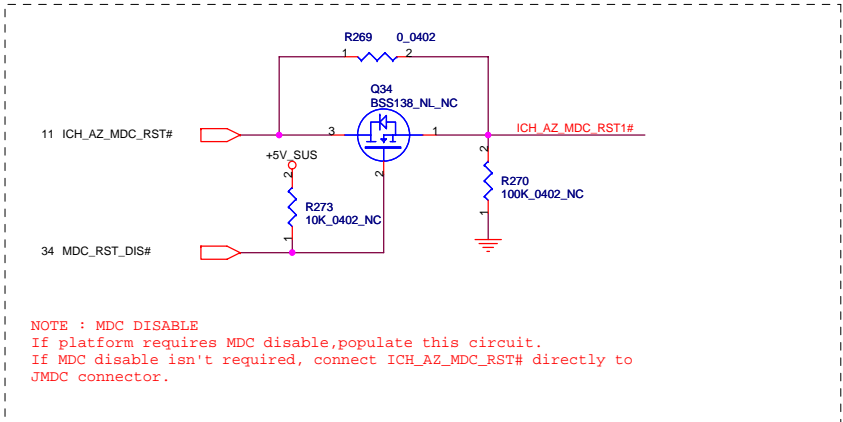 R269 0_0402
1 2
Q34
BSS138_NL_NC
11 ICH_AZ_MDC_RST#
3 1
ICH_AZ_MDC_RST1#
+5V_SUS
2
2
2
R273
10K_0402_NC
R270
100K_0402_NC
1
1
34 MDC_RST_DIS#
NOTE : MDC DISABLE
If platform requires MDC disable,populate this circuit.
If MDC disable isn't required, connect ICH_AZ_MDC_RST# directly to
JMDC connector.